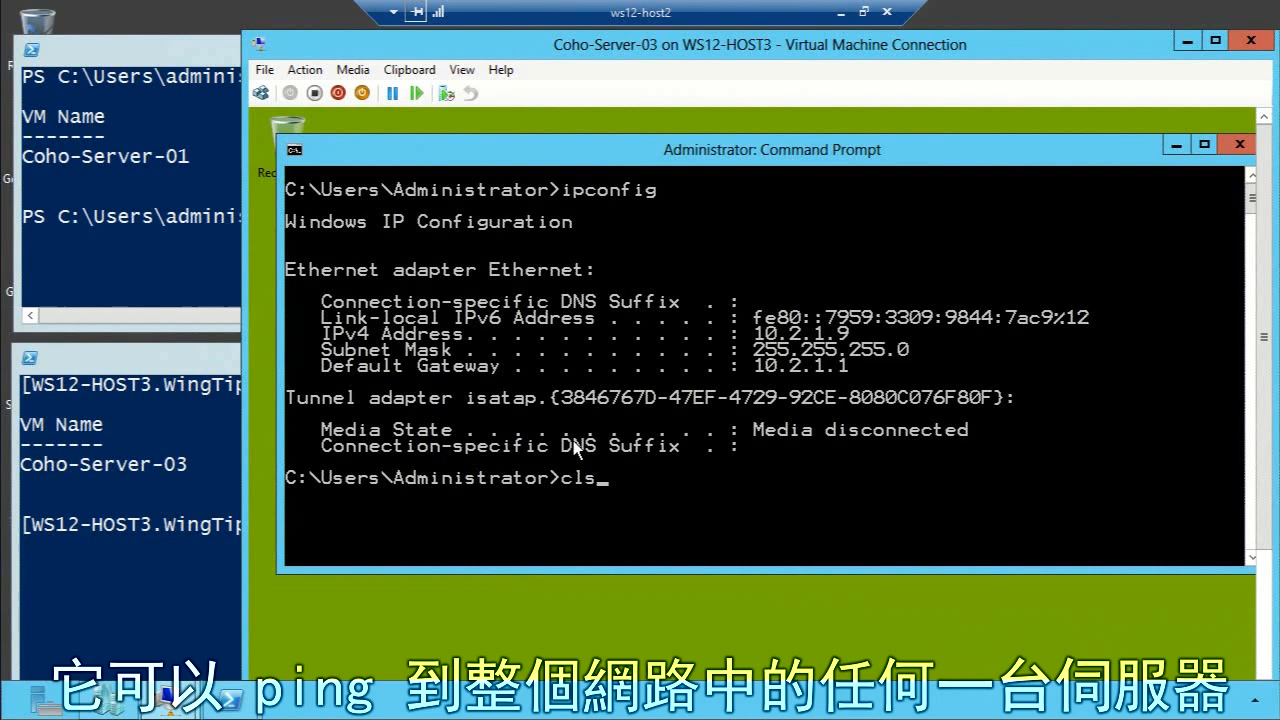 ws12-host2
Coho-Server-03 on WS12-HOST3 - Virtual Machine Connection
File Action Media Clipboard View Help
PS C:\Users\adminis
VM Name
-------
Coho-Server-01
PS C:\Users\adminis
[WS12-HOST3.WingTip
VM Name
-------
Coho-Server-03
[WS12-HOST3.WingTip
Rec
Administrator: Command Prompt
C:\Users\Administrator>ipconfig
Windows IP Configuration
Ethernet adapter Ethernet:
Connection-specific DNS Suffix . :
Link-local IPv6 Address . . . . . : fe80::7959:3309:9844:7ac9%12
IPv4 Address. . . . . . . . . . . : 10.2.1.9
Subnet Mask . . . . . . . . . . . : 255.255.255.0
Default Gateway . . . . . . . . . : 10.2.1.1
Tunnel adapter isatap.{3846767D-47EF-4729-92CE-8080C076F80F}:
Media State . . . . . . . . . . . : Media disconnected
Connection-specific DNS Suffix . :
C:\Users\Administrator>cls_
它可以 ping 到整個網路中的任何一台伺服器